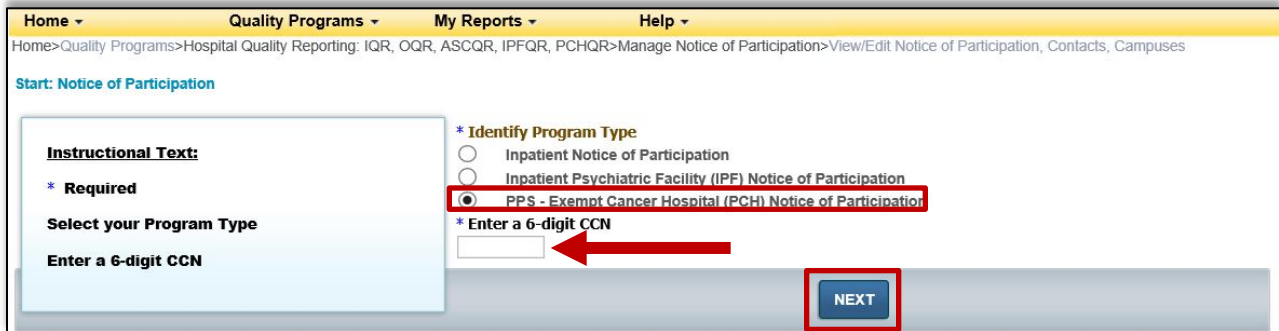 Home Quality Programs My Reports Help
Home>Quality Programs>Hospital Quality Reporting: IQR, OQR, ASCQR, IPFQR, PCHQR>Manage Notice of Participation>View/Edit Notice of Participation, Contacts, Campuses
Start: Notice of Participation
Instructional Text:
* Required
Select your Program Type
Enter a 6-digit CCN
* Identify Program Type
Inpatient Notice of Participation
Inpatient Psychiatric Facility (IPF) Notice of Participation
PPS - Exempt Cancer Hospital (PCH) Notice of Participation
* Enter a 6-digit CCN
NEXT